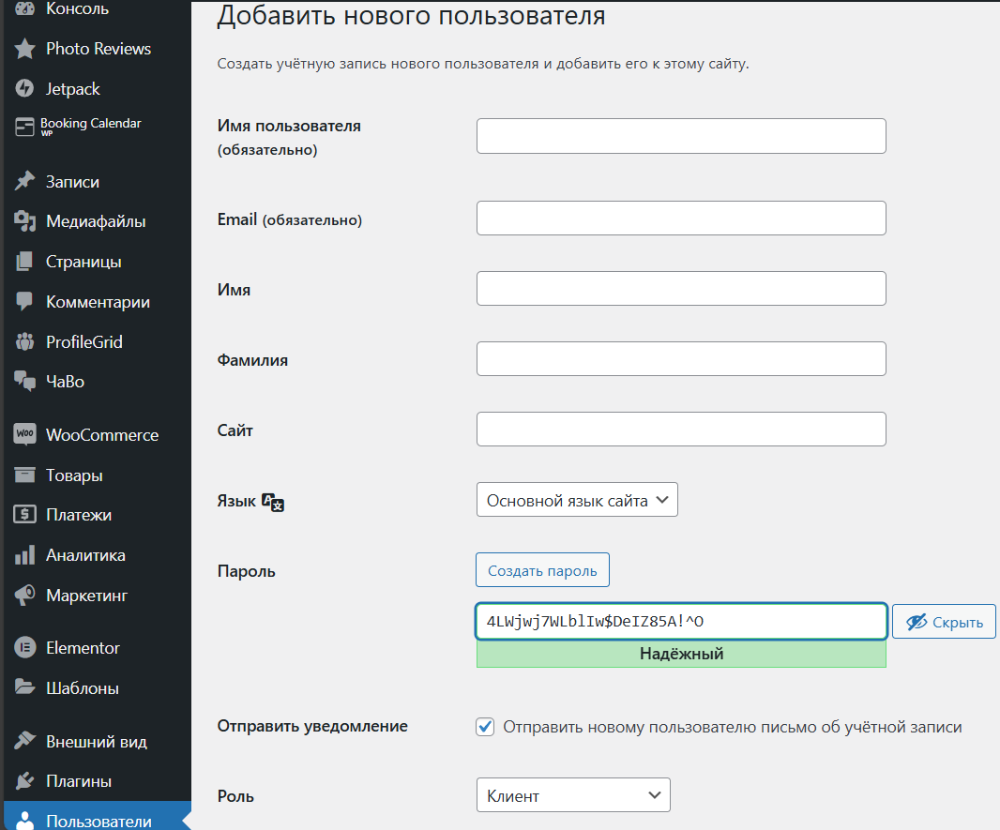 Консоль
Photo Reviews
Jetpack
Booking Calendar
WP
Записи
Медиафайлы
Страницы
Комментарии
ProfileGrid
ЧаВо
Woo WooCommerce
Товары
Платежи
Аналитика
Маркетинг
Elementor
Шаблоны
Внешний вид
Плагины
Пользователи
Добавить нового пользователя
Создать учётную запись нового пользователя и добавить его к этому сайту.
Имя пользователя
(обязательно)
Email (обязательно)
Имя
Фамилия
Сайт
Язык
Основной язык сайта
Пароль
Создать пароль
4LWjwj7WLblIw$DeIZ85A!^O
Скрыть
Надёжный
Отправить уведомление
Отправить новому пользователю письмо об учётной записи
Роль
Клиент